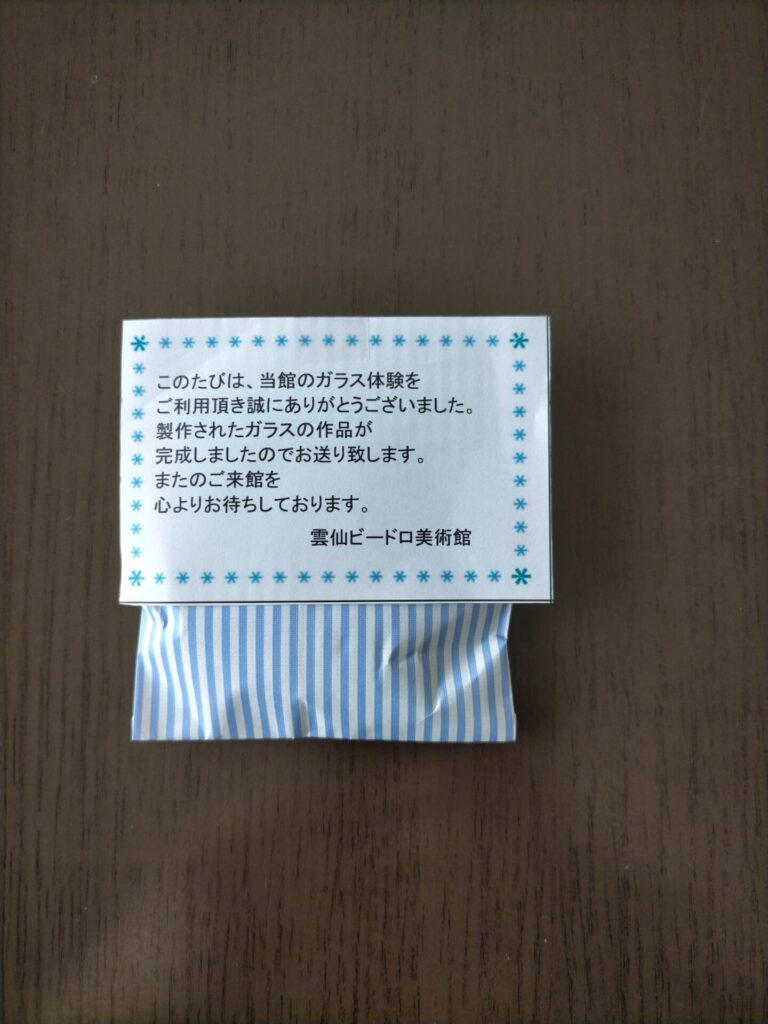 このたびは、当館のガラス体験を
ご利用頂き誠にありがとうございました。
製作されたガラスの作品が
完成しましたのでお送り致します。
またのご来館を
心よりお待ちしております。
雲仙ビードロ美術館